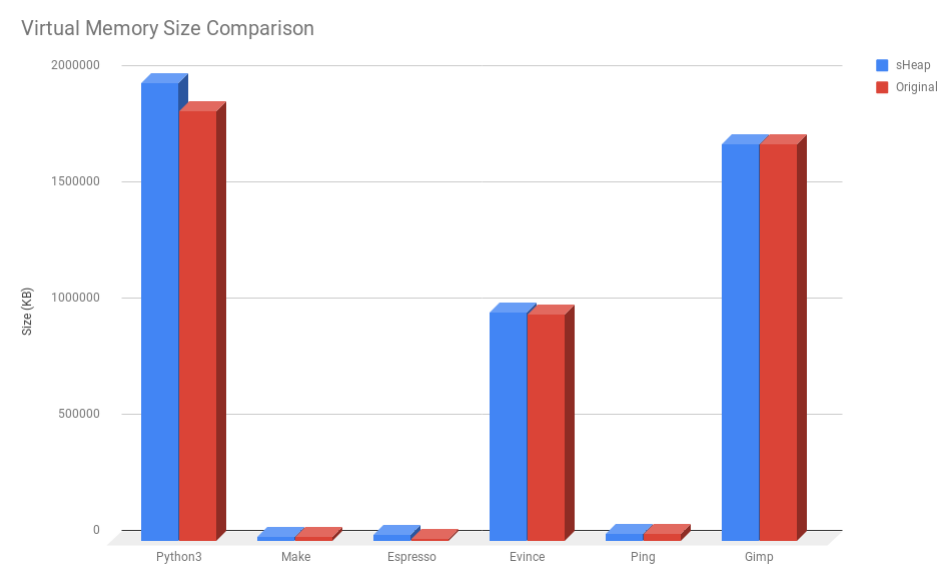 Virtual Memory Size Comparison
2000000
1500000
1000000
500000
0
Size (KB)
Python3
Make
Espresso
Evince
Ping
Gimp
sHeap
Original